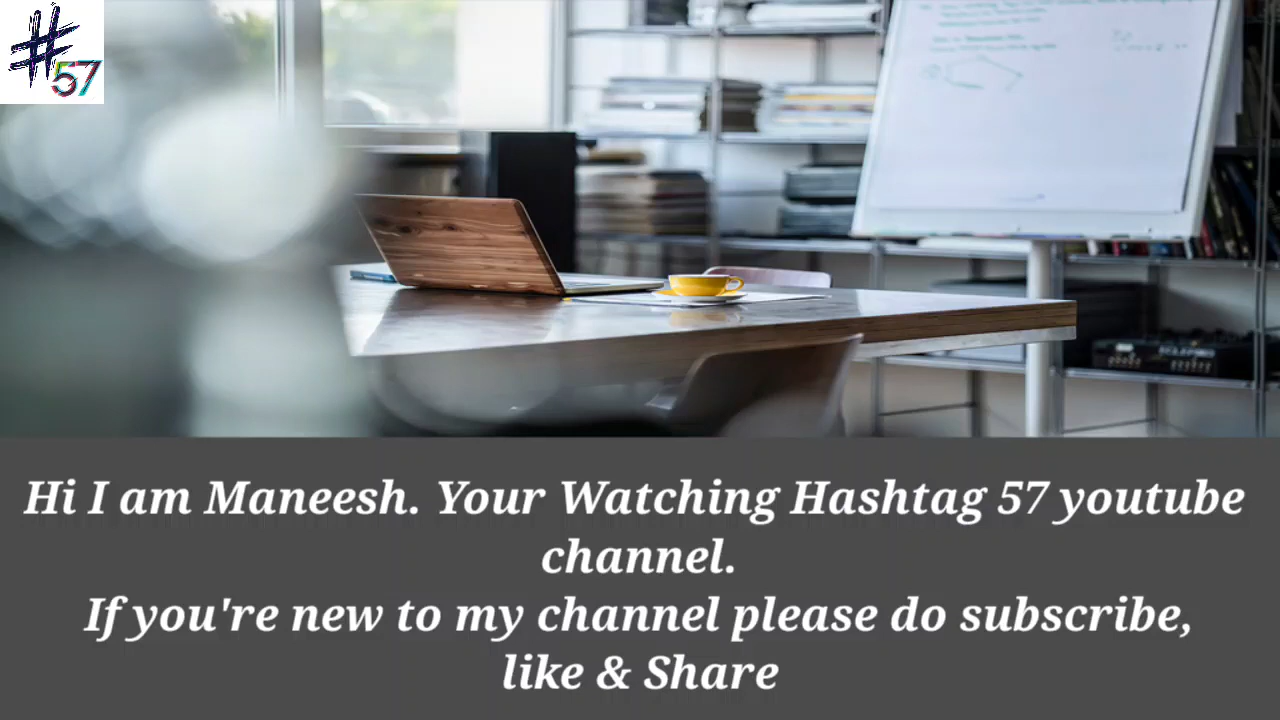 #57
Hi I am Maneesh. Your Watching Hashtag 57 youtube
channel.
If you're new to my channel please do subscribe,
like & Share